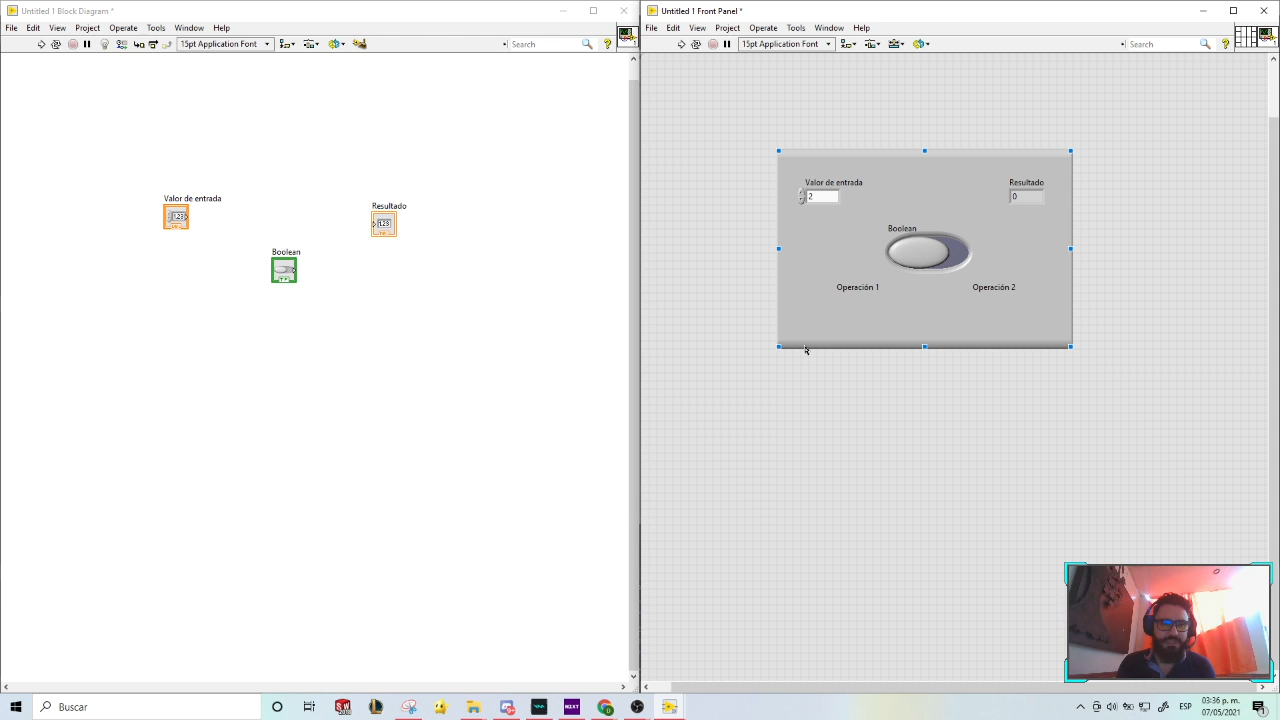 Untitled 1 Block Diagram *
File Edit View Project Operate Tools Window Help
15pt Application Font
Search
Valor de entrada
Resultado
Boolean
Untitled 1 Front Panel *
File Edit View Project Operate Tools Window Help
15pt Application Font
Search
Valor de entrada
2
Resultado
0
Boolean
Operación 1
Operación 2
Buscar
ESP
03:36 p. m.
07/05/2021